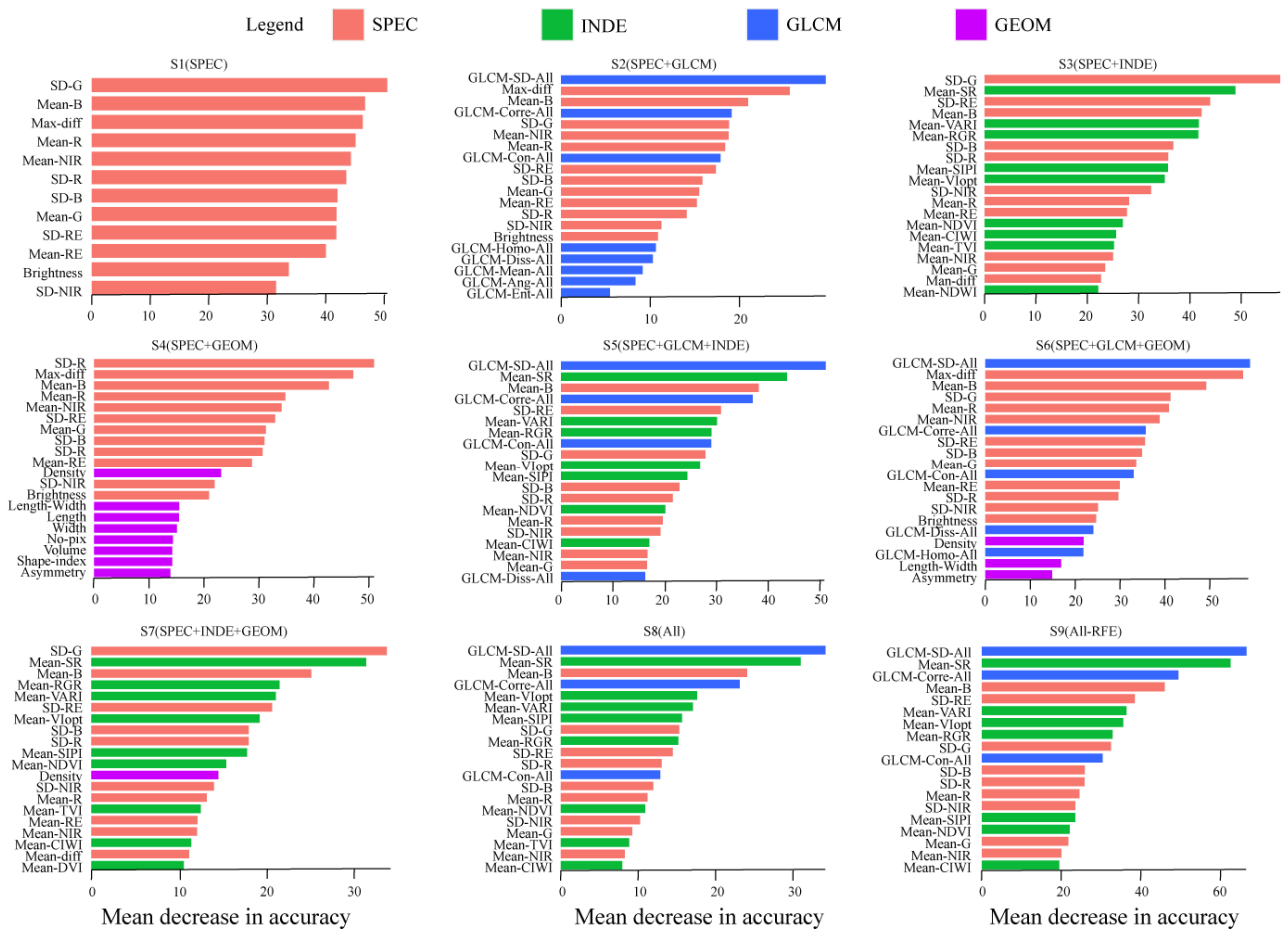 Legend SPEC INDE GLCM GEOM
S1(SPEC)
SD-G
Mean-B
Max-diff
Mean-R
Mean-NIR
SD-R
SD-B
Mean-G
SD-RE
Mean-RE
Brightness
SD-NIR
0 10 20 30 40 50
S2(SPEC+GLCM)
GLCM-SD-All
Max-diff
Mean-B
GLCM-Corre-All
SD-G
Mean-NIR
Mean-R
GLCM-Con-All
SD-RE
SD-B
Mean-G
Mean-RE
SD-R
SD-NIR
Brightness
GLCM-Homo-All
GLCM-Diss-All
GLCM-Mean-All
GLCM-Ang-All
GLCM-Ent-All
0 10 20
S3(SPEC+INDE)
SD-G
Mean-SR
SD-RE
Mean-B
Mean-VARI
Mean-RGR
SD-B
SD-R
Mean-SIPI
Mean-VIopt
SD-NIR
Mean-R
Mean-RE
Mean-NDVI
Mean-CIWI
Mean-TVI
Mean-NIR
Mean-G
Man-diff
Mean-NDWI
0 10 20 30 40 50
S4(SPEC+GEOM)
SD-R
Max-diff
Mean-B
Mean-R
Mean-NIR
SD-RE
Mean-G
SD-B
SD-R
Mean-RE
Density
SD-NIR
Brightness
Length-Width
Length
Width
No-pix
Volume
Shape-index
Asymmetry
0 10 20 30 40 50
S5(SPEC+GLCM+INDE)
GLCM-SD-All
Mean-SR
Mean-B
GLCM-Corre-All
SD-RE
Mean-VARI
Mean-RGR
GLCM-Con-All
SD-G
Mean-VIopt
Mean-SIPI
SD-B
SD-R
Mean-NDVI
Mean-R
SD-NIR
Mean-CIWI
Mean-NIR
Mean-G
GLCM-Diss-All
0 10 20 30 40 50
S6(SPEC+GLCM+GEOM)
GLCM-SD-All
Max-diff
Mean-B
SD-G
Mean-R
Mean-NIR
GLCM-Corre-All
SD-RE
SD-B
Mean-G
GLCM-Con-All
Mean-RE
SD-R
SD-NIR
Brightness
GLCM-Diss-All
Density
GLCM-Homo-All
Length-Width
Asymmetry
0 10 20 30 40 50
S7(SPEC+INDE+GEOM)
SD-G
Mean-SR
Mean-B
Mean-RGR
Mean-VARI
SD-RE
Mean-VIopt
SD-B
SD-R
Mean-SIPI
Mean-NDVI
Density
SD-NIR
Mean-R
Mean-TVI
Mean-RE
Mean-NIR
Mean-CIWI
Mean-diff
Mean-DVI
0 10 20 30
Mean decrease in accuracy
S8(All)
GLCM-SD-All
Mean-SR
Mean-B
GLCM-Corre-All
Mean-VIopt
Mean-VARI
Mean-SIPI
SD-G
Mean-RGR
SD-RE
SD-R
GLCM-Con-All
SD-B
Mean-R
Mean-NDVI
SD-NIR
Mean-G
Mean-TVI
Mean-NIR
Mean-CIWI
0 10 20 30
Mean decrease in accuracy
S9(All-RFE)
GLCM-SD-All
Mean-SR
GLCM-Corre-All
Mean-B
SD-RE
Mean-VARI
Mean-VIopt
Mean-RGR
SD-G
GLCM-Con-All
SD-B
SD-R
Mean-R
SD-NIR
Mean-SIPI
Mean-NDVI
Mean-G
Mean-NIR
Mean-CIWI
0 20 40 60
Mean decrease in accuracy